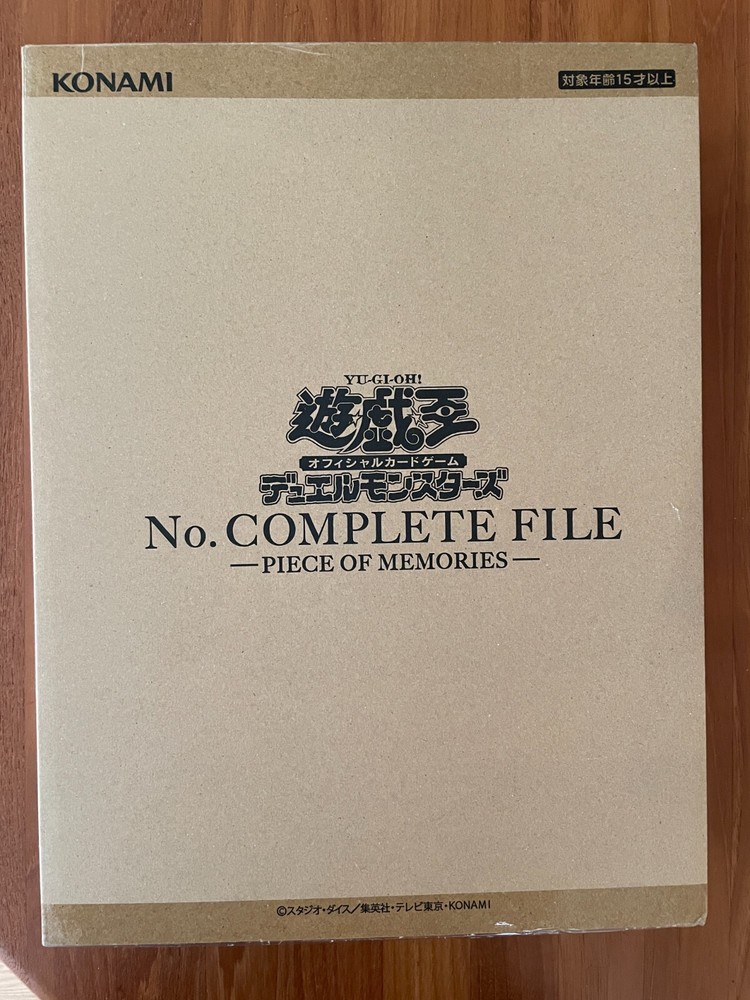 KONAMI
対象年齢15才以上
YU-GI-OH!
遊戯王
オフィシャルカードゲーム
デュエルモンスターズ
No. COMPLETE FILE
—PIECE OF MEMORIES—
©スタジオ・ダイス/集英社・テレビ東京・KONAMI